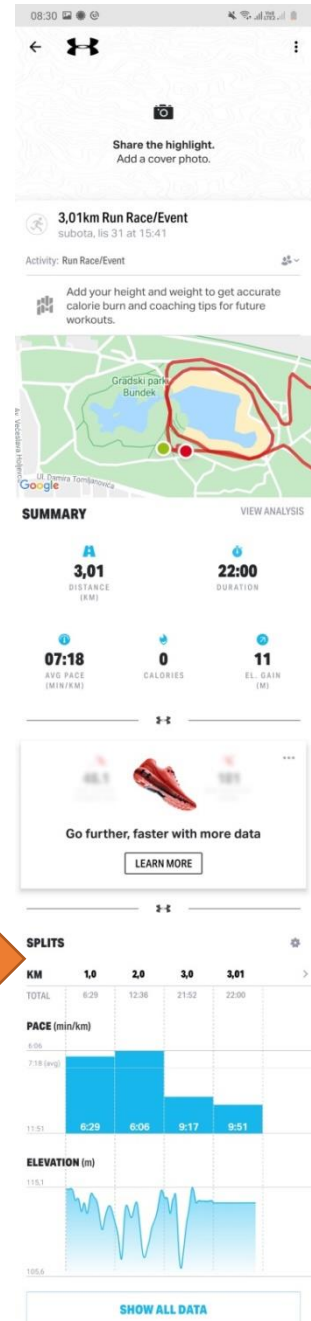 08:30
Share the highlight.
Add a cover photo.
3,01km Run Race/Event
subota, lis 31 at 15:41
Activity: Run Race/Event
Add your height and weight to get accurate
calorie burn and coaching tips for future
workouts.
Gradski park
Bundek
Av. Većeslava Holjevca
Ul. Damira Tomljanovića
Google
SUMMARY VIEW ANALYSIS
3,01 22:00
DISTANCE DURATION
(KM)
07:18 0 11
AVG PACE CALORIES EL. GAIN
(MIN/KM) (M)
Go further, faster with more data
LEARN MORE
SPLITS
KM 1,0 2,0 3,0 3,01
TOTAL 6:29 12:36 21:52 22:00
PACE (min/km)
6:06
7:18 (avg)
11:51 6:29 6:06 9:17 9:51
ELEVATION (m)
115,1
105,6
SHOW ALL DATA